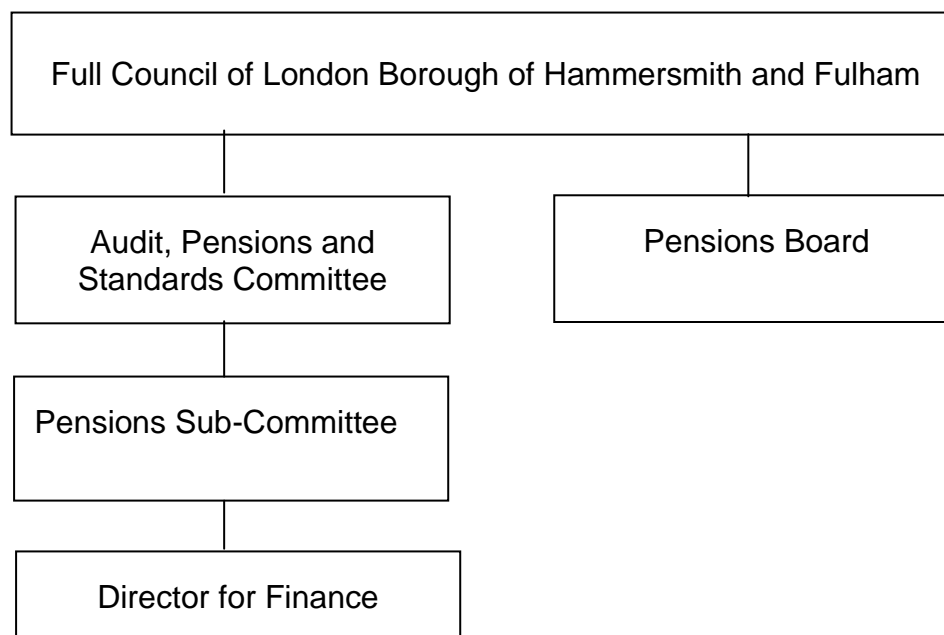 Full Council of London Borough of Hammersmith and Fulham
Audit, Pensions and
Standards Committee
Pensions Board
Pensions Sub-Committee
Director for Finance